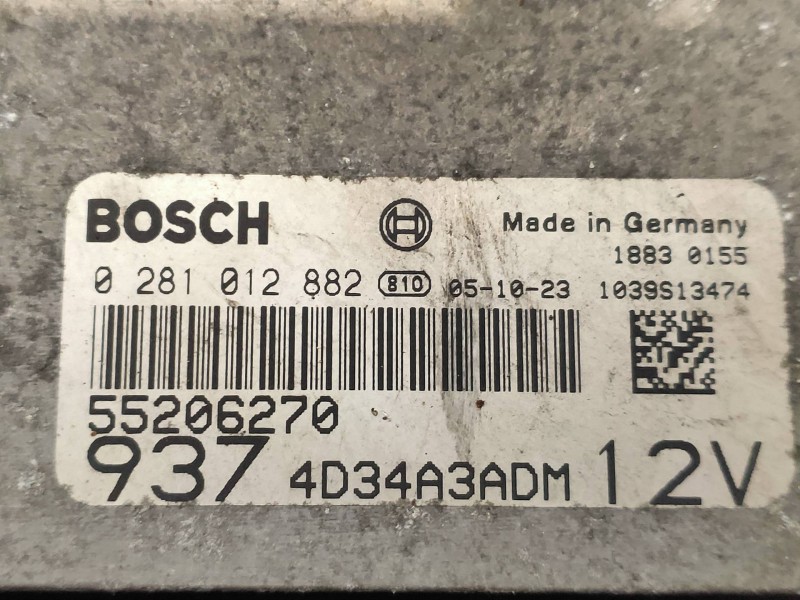 BOSCH Made in Germany
1883 0155
0 281 012 882 810 05-10-23 1039S13474
55206270
937 4D34A3ADM 12V